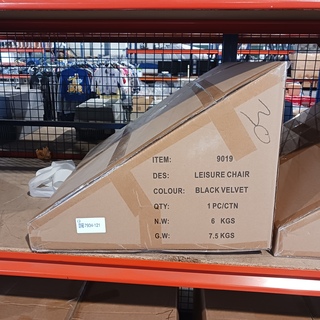 ITEM: 9019
DES: LEISURE CHAIR
COLOUR: BLACK VELVET
QTY: 1 PC/CTN
N.W: 6 KGS
G.W: 7.5 KGS